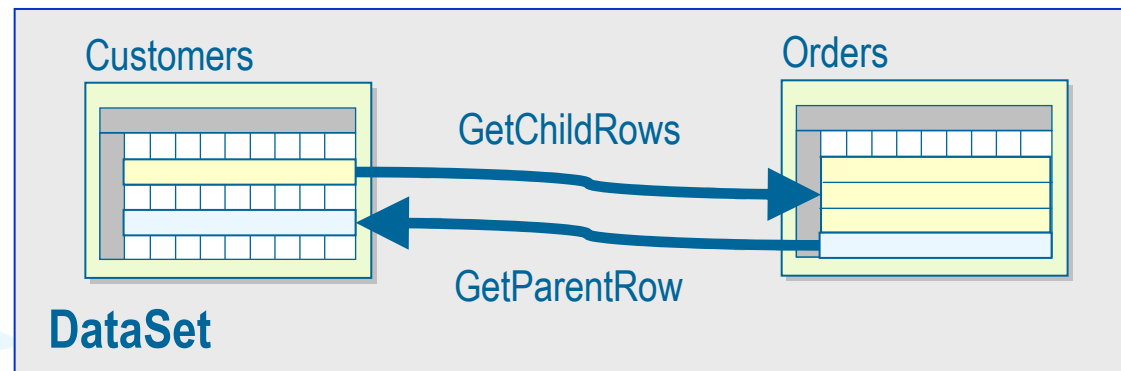 Customers
Orders
GetChildRows
GetParentRow
DataSet